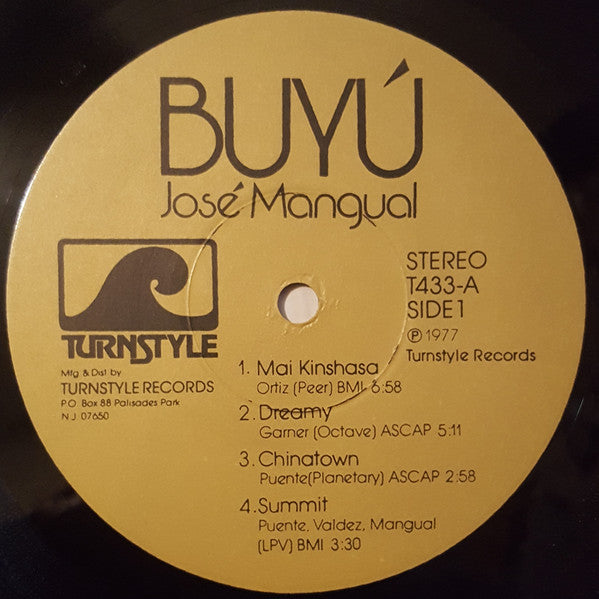 BUYÚ
José Mangual
TURNSTYLE
Mfg & Dist by
TURNSTYLE RECORDS
P.O. Box 88 Palisades Park
N.J. 07650
STEREO
T433-A
SIDE 1
℗ 1977
Turnstyle Records
1. Mai Kinshasa
Ortiz (Peer) BMI 6:58
2. Dreamy
Garner (Octave) ASCAP 5:11
3. Chinatown
Puente(Planetary) ASCAP 2:58
4. Summit
Puente, Valdez, Mangual
(LPV) BMI 3:30